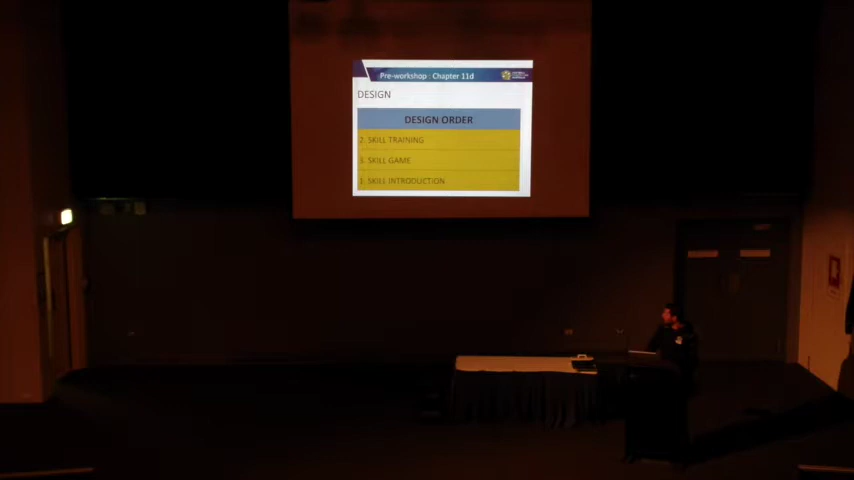 Pre-workshop : Chapter 11d
DESIGN
DESIGN ORDER
2. SKILL TRAINING
3. SKILL GAME
1. SKILL INTRODUCTION